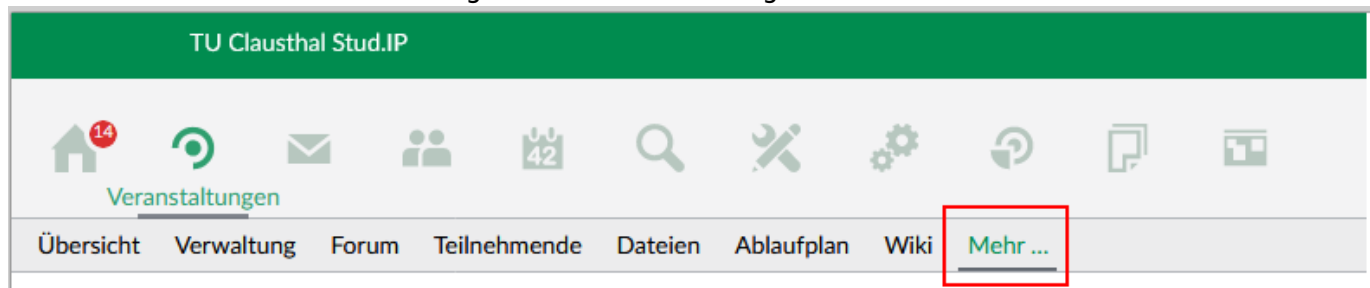 TU Clausthal Stud.IP
14
42
Veranstaltungen
Übersicht Verwaltung Forum Teilnehmende Dateien Ablaufplan Wiki Mehr ...